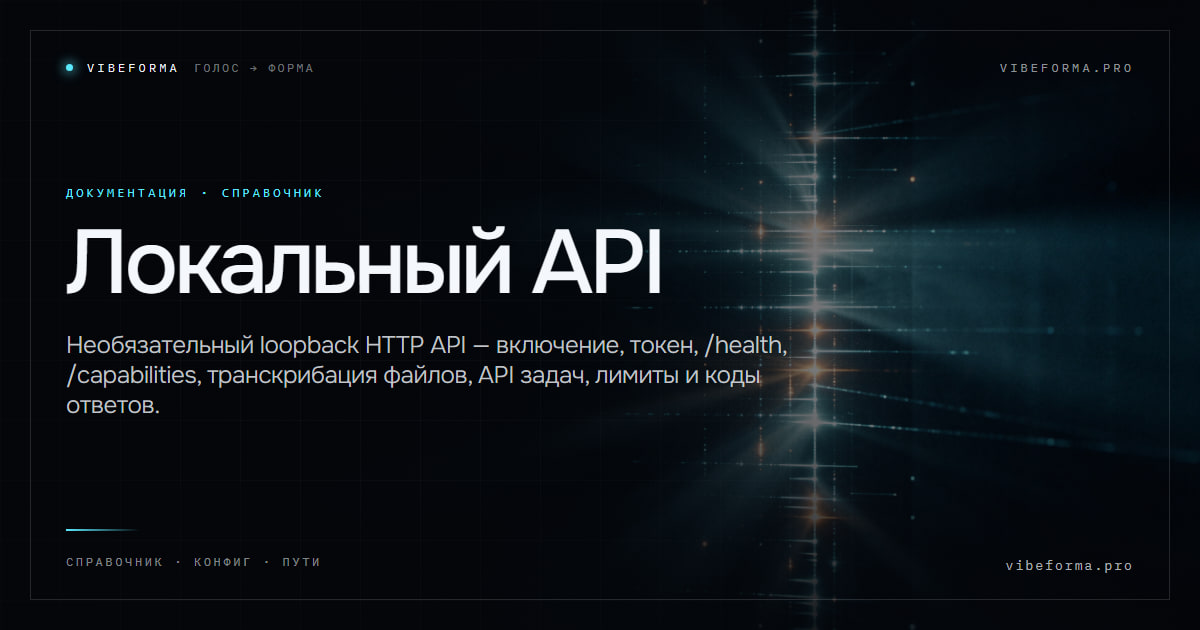 VIBEFORMA ГОЛОС → ФОРМА
VIBEFORMA.PRO
ДОКУМЕНТАЦИЯ · СПРАВОЧНИК
Локальный API
Необязательный loopback HTTP API — включение, токен, /health,
/capabilities, транскрибация файлов, API задач, лимиты и коды
ответов.
СПРАВОЧНИК · КОНФИГ · ПУТИ
vibeforma.pro